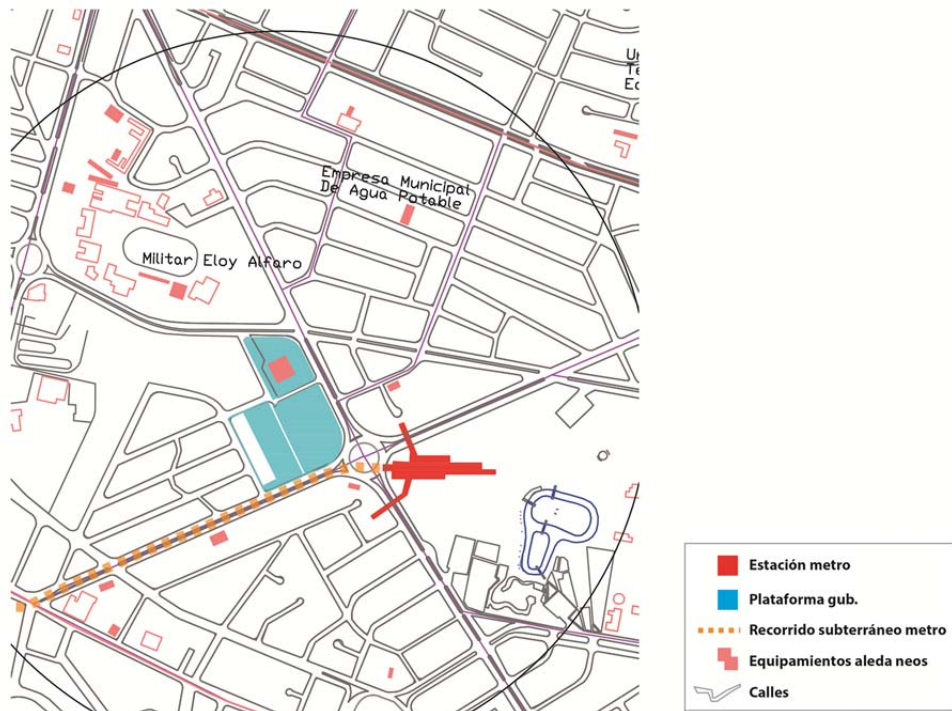 Empresa Municipal
De Agua Potable
Militar Eloy Alfaro
Estación metro
Plataforma gub.
Recorrido subterráneo metro
Equipamientos aleda neos
Calles